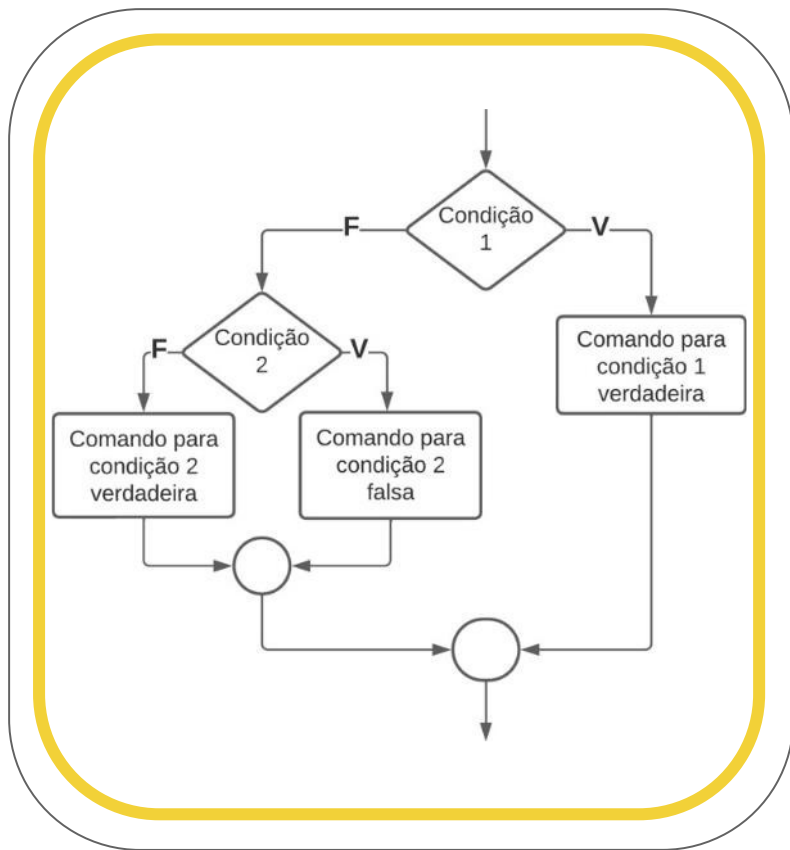 Condição
1
F
V
Condição
2
F
V
Comando para
condição 1
verdadeira
Comando para
condição 2
verdadeira
Comando para
condição 2
falsa